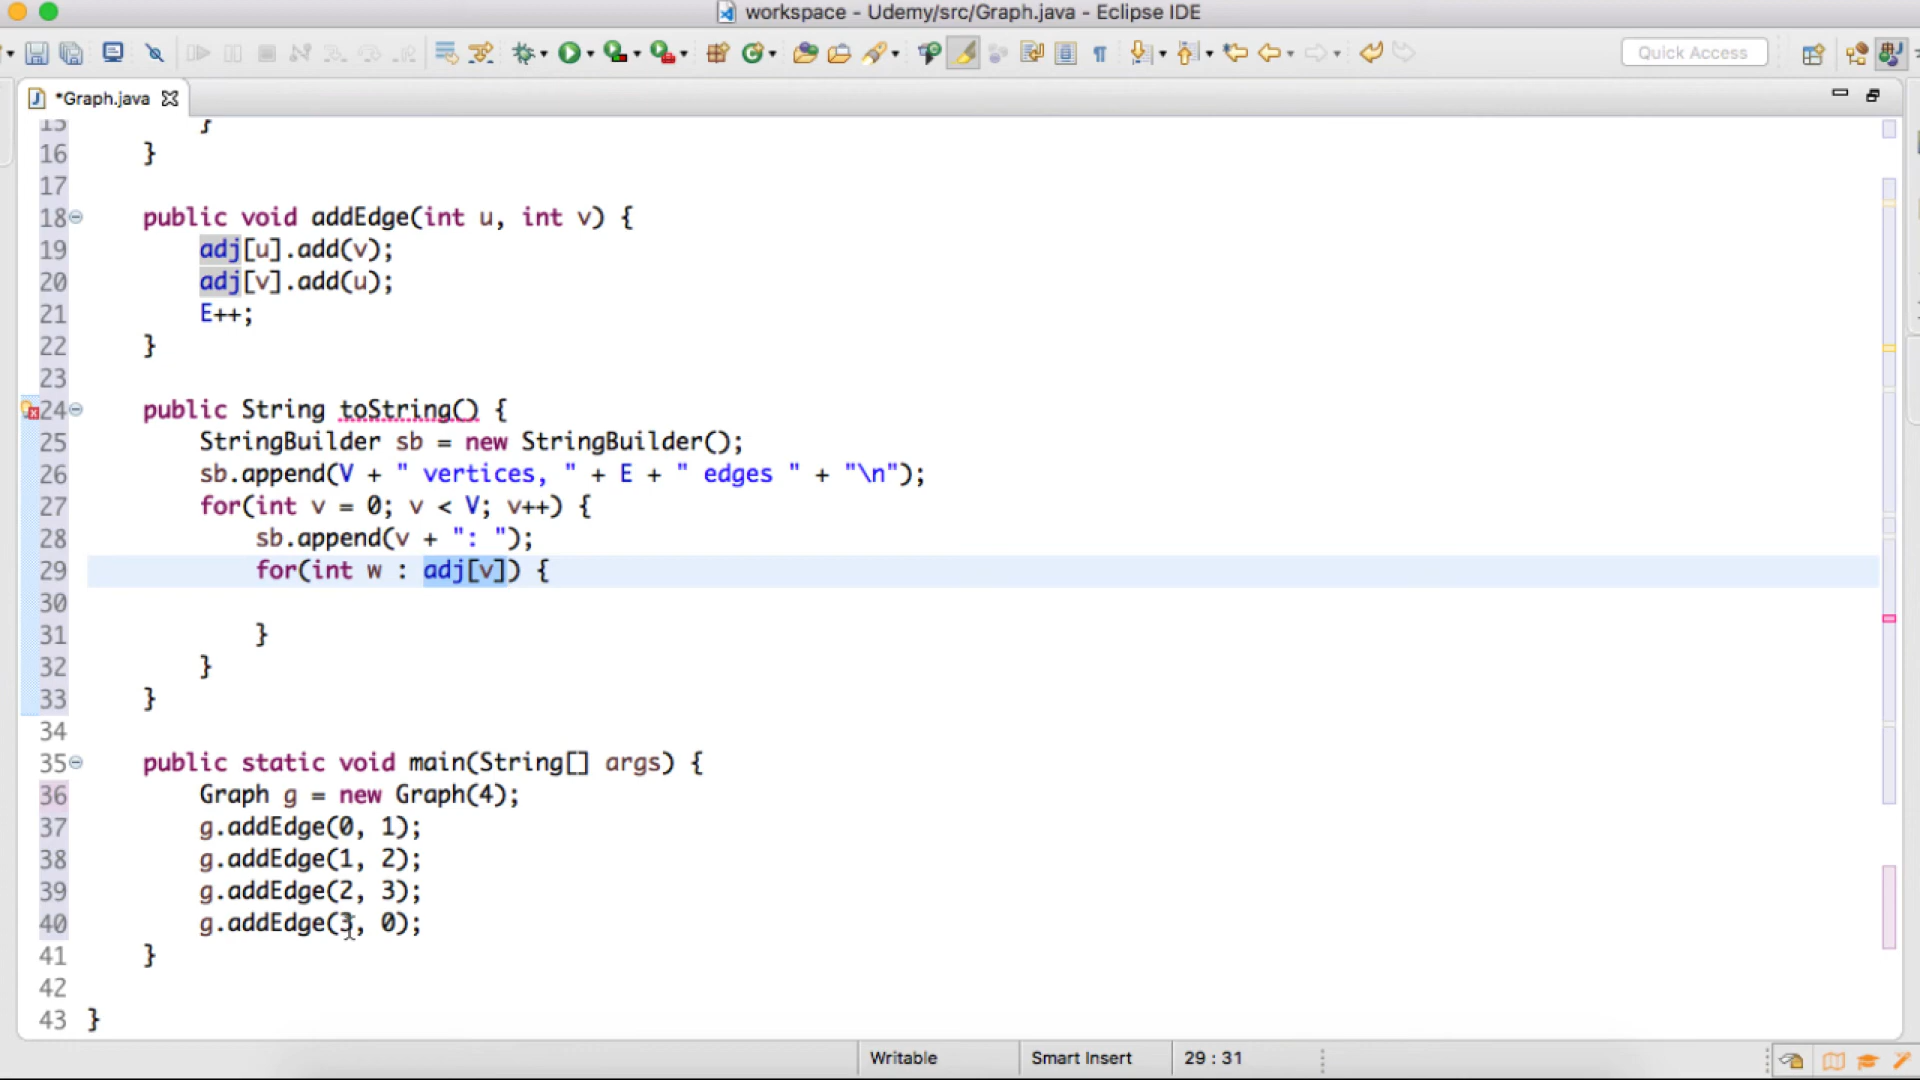 workspace - Udemy/src/Graph.java - Eclipse IDE
Quick Access
*Graph.java
15         }
16     }
17
18     public void addEdge(int u, int v) {
19         adj[u].add(v);
20         adj[v].add(u);
21         E++;
22     }
23
24     public String toString() {
25         StringBuilder sb = new StringBuilder();
26         sb.append(V + " vertices, " + E + " edges " + "\n");
27         for(int v = 0; v < V; v++) {
28             sb.append(v + ": ");
29             for(int w : adj[v]) {
30
31             }
32         }
33     }
34
35     public static void main(String[] args) {
36         Graph g = new Graph(4);
37         g.addEdge(0, 1);
38         g.addEdge(1, 2);
39         g.addEdge(2, 3);
40         g.addEdge(3, 0);
41     }
42
43 }
Writable Smart Insert 29 : 31